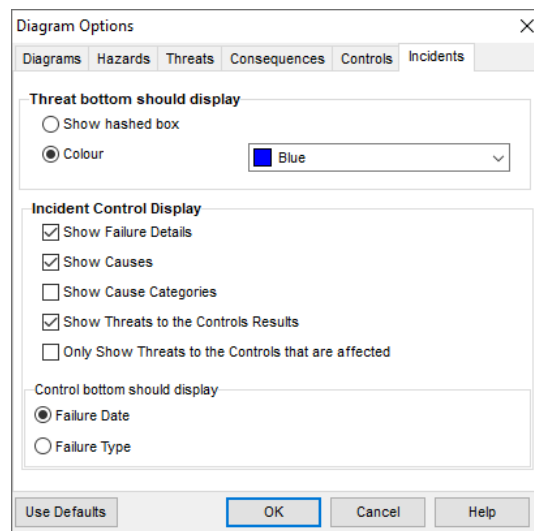 Diagram Options
Diagrams Hazards Threats Consequences Controls Incidents
Threat bottom should display
Show hashed box
Colour Blue
Incident Control Display
Show Failure Details
Show Causes
Show Cause Categories
Show Threats to the Controls Results
Only Show Threats to the Controls that are affected
Control bottom should display
Failure Date
Failure Type
Use Defaults OK Cancel Help